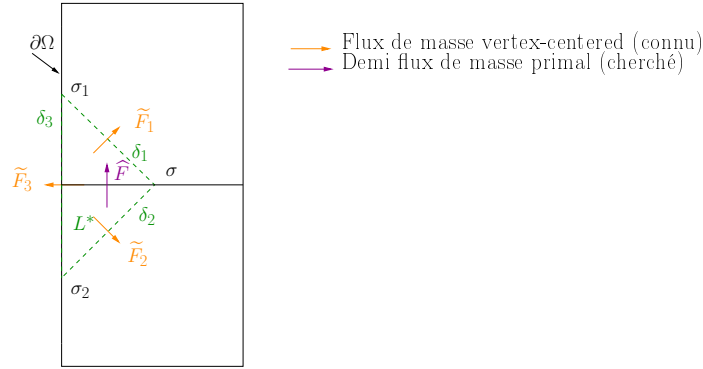 ∂Ω
Flux de masse vertex-centered (connu)
Demi flux de masse primal (cherché)
σ₁
δ₃
F̃₁
δ₁
σ
F̂
F̃₃
δ₂
L*
F̃₂
σ₂